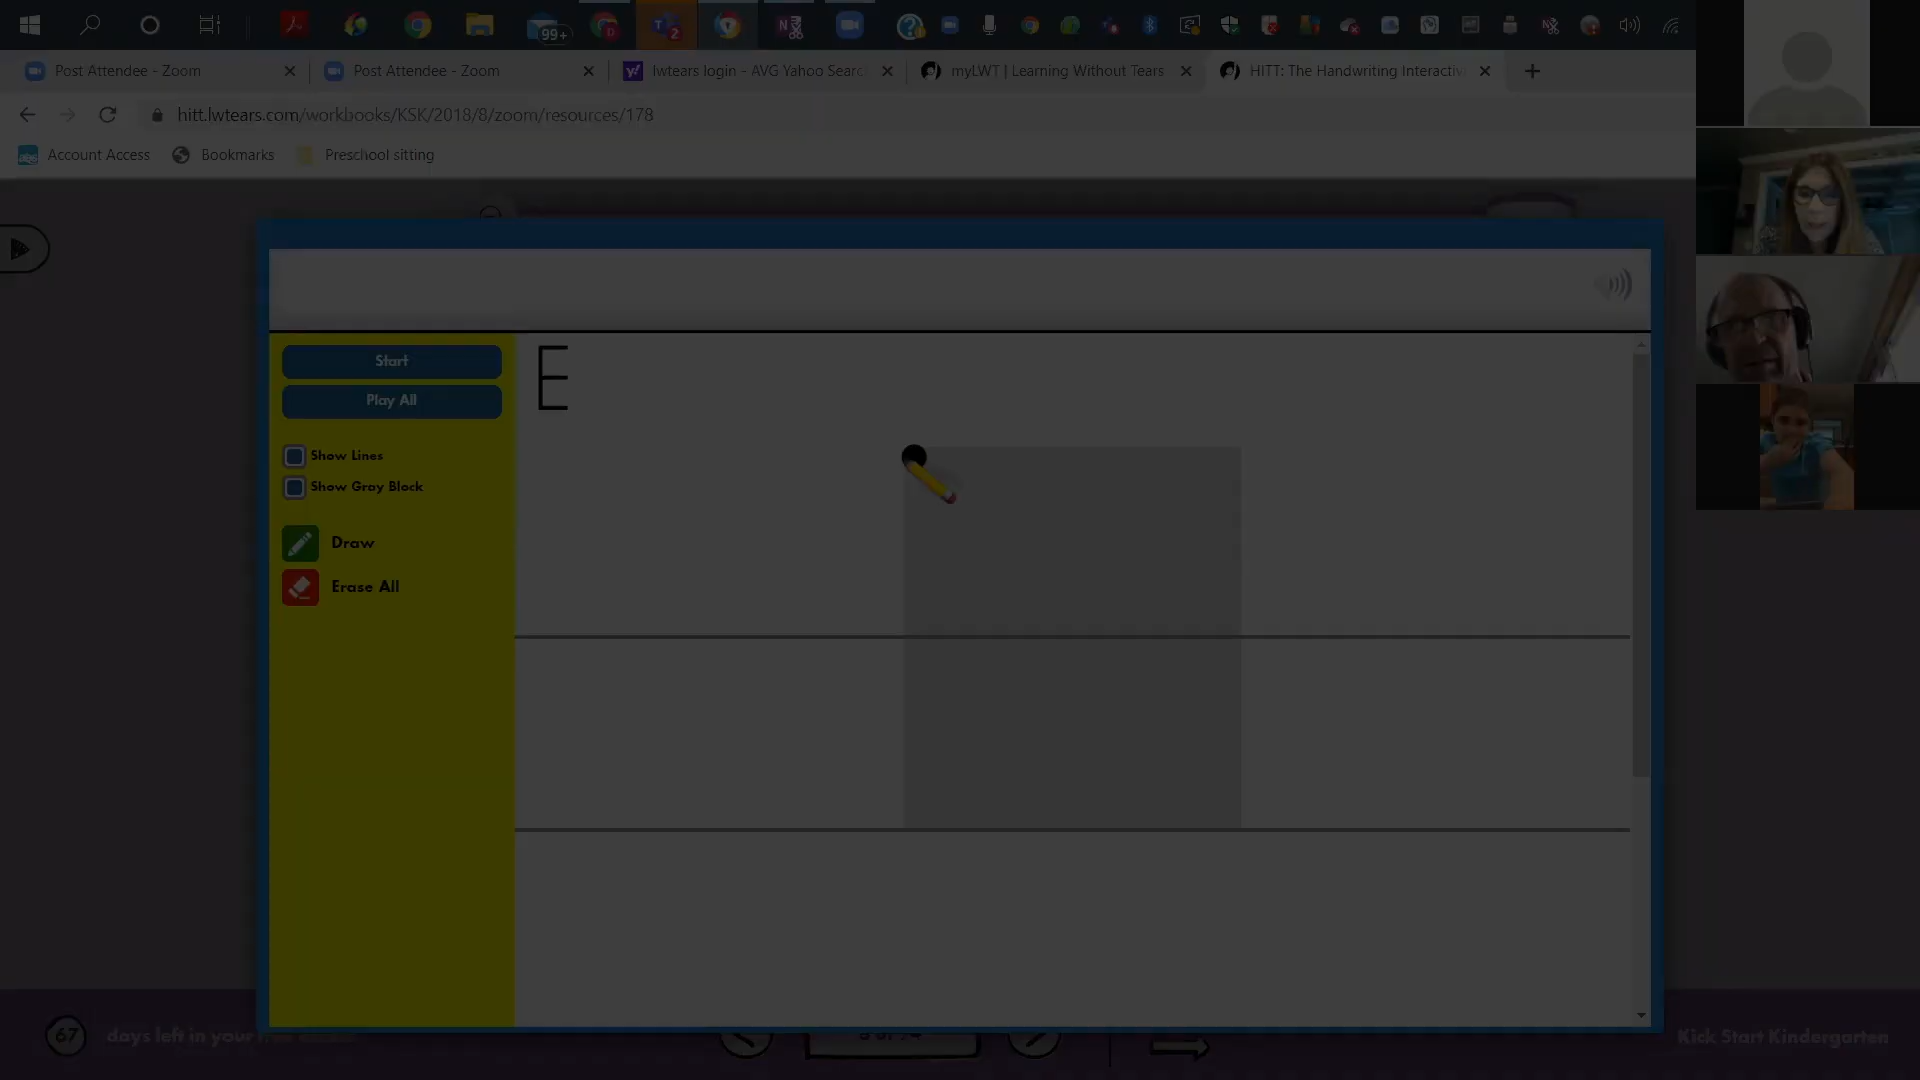 99+
2
Post Attendee - Zoom
Post Attendee - Zoom
lwtears login - AVG Yahoo Searc
myLWT | Learning Without Tears
HITT: The Handwriting Interactiv
hitt.lwtears.com/workbooks/KSK/2018/8/zoom/resources/178
Account Access
Bookmarks
Preschool sitting
Start
Play All
Show Lines
Show Gray Block
Draw
Erase All
E
67
days left in your
Kick Start Kindergarten